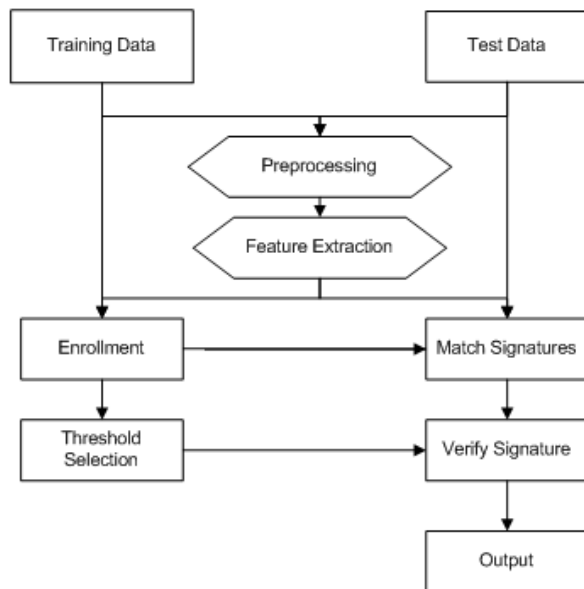 Training Data
Test Data
Preprocessing
Feature Extraction
Enrollment
Match Signatures
Threshold
Selection
Verify Signature
Output